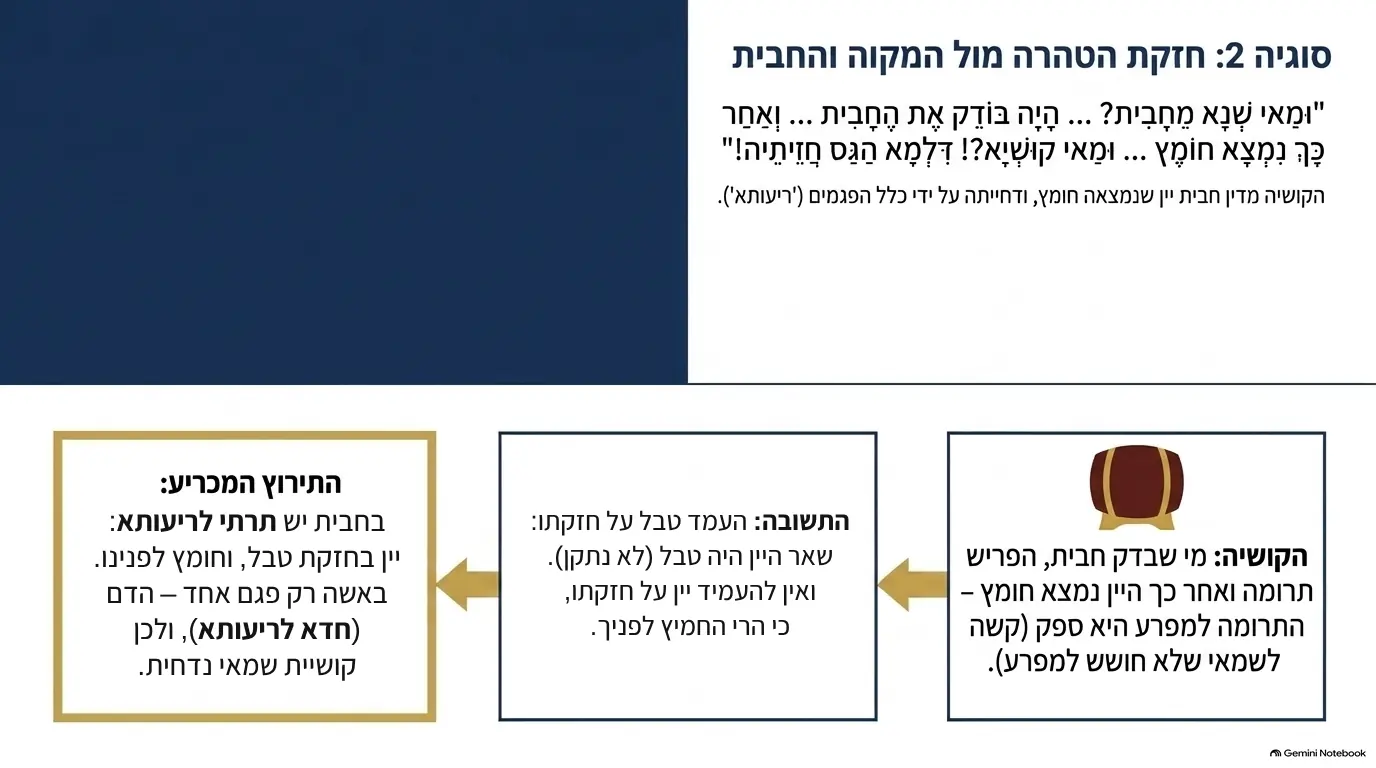 סוגיה 2: חזקת הטהרה מול המקוה והחבית
"וּמַאי שְׁנָא מֵחָבִית? ... הָיָה בּוֹדֵק אֶת הֶחָבִית ... וְאַחַר
כָּךְ נִמְצָא חוֹמֶץ ... וּמַאי קוּשְׁיָא?! דִּלְמָא הַגַּס חֲזֵיתֵיהּ!"
הקושיה מדין חבית יין שנמצאה חומץ, ודחייתה על ידי כלל הפגמים ('ריעותא').
הקושיה: מי שבדק חבית, הפריש
תרומה ואחר כך היין נמצא חומץ –
התרומה למפרע היא ספק (קשה
לשמאי שלא חושש למפרע).
התשובה: העמד טבל על חזקתו:
שאר היין היה טבל (לא נתקן).
ואין להעמיד יין על חזקתו,
כי הרי החמיץ לפניך.
התירוץ המכריע:
בחבית יש תרתי לריעותא:
יין בחזקת טבל, וחומץ לפנינו.
באשה רק פגם אחד – הדם
(חדא לריעותא), ולכן
קושיית שמאי נדחית.
Gemini Notebook